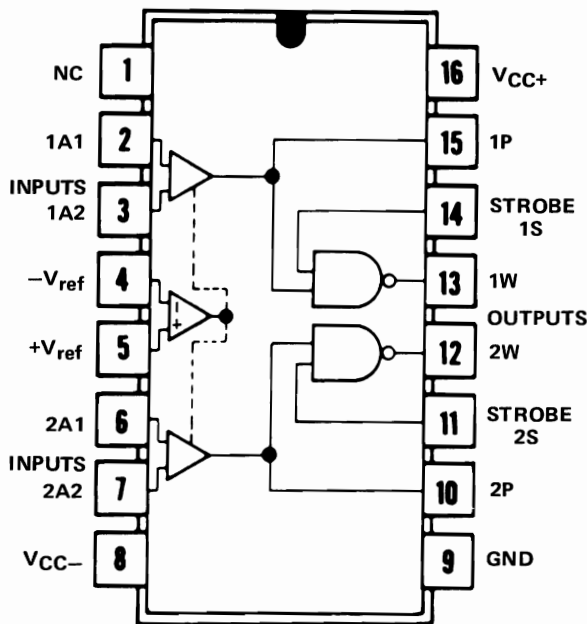 NC 1 16 VCC+
1A1 2 15 1P
INPUTS
1A2 3 14 STROBE 1S
−Vref 4 13 1W
OUTPUTS
+Vref 5 12 2W
2A1 6 11 STROBE 2S
INPUTS
2A2 7 10 2P
VCC− 8 9 GND
− +